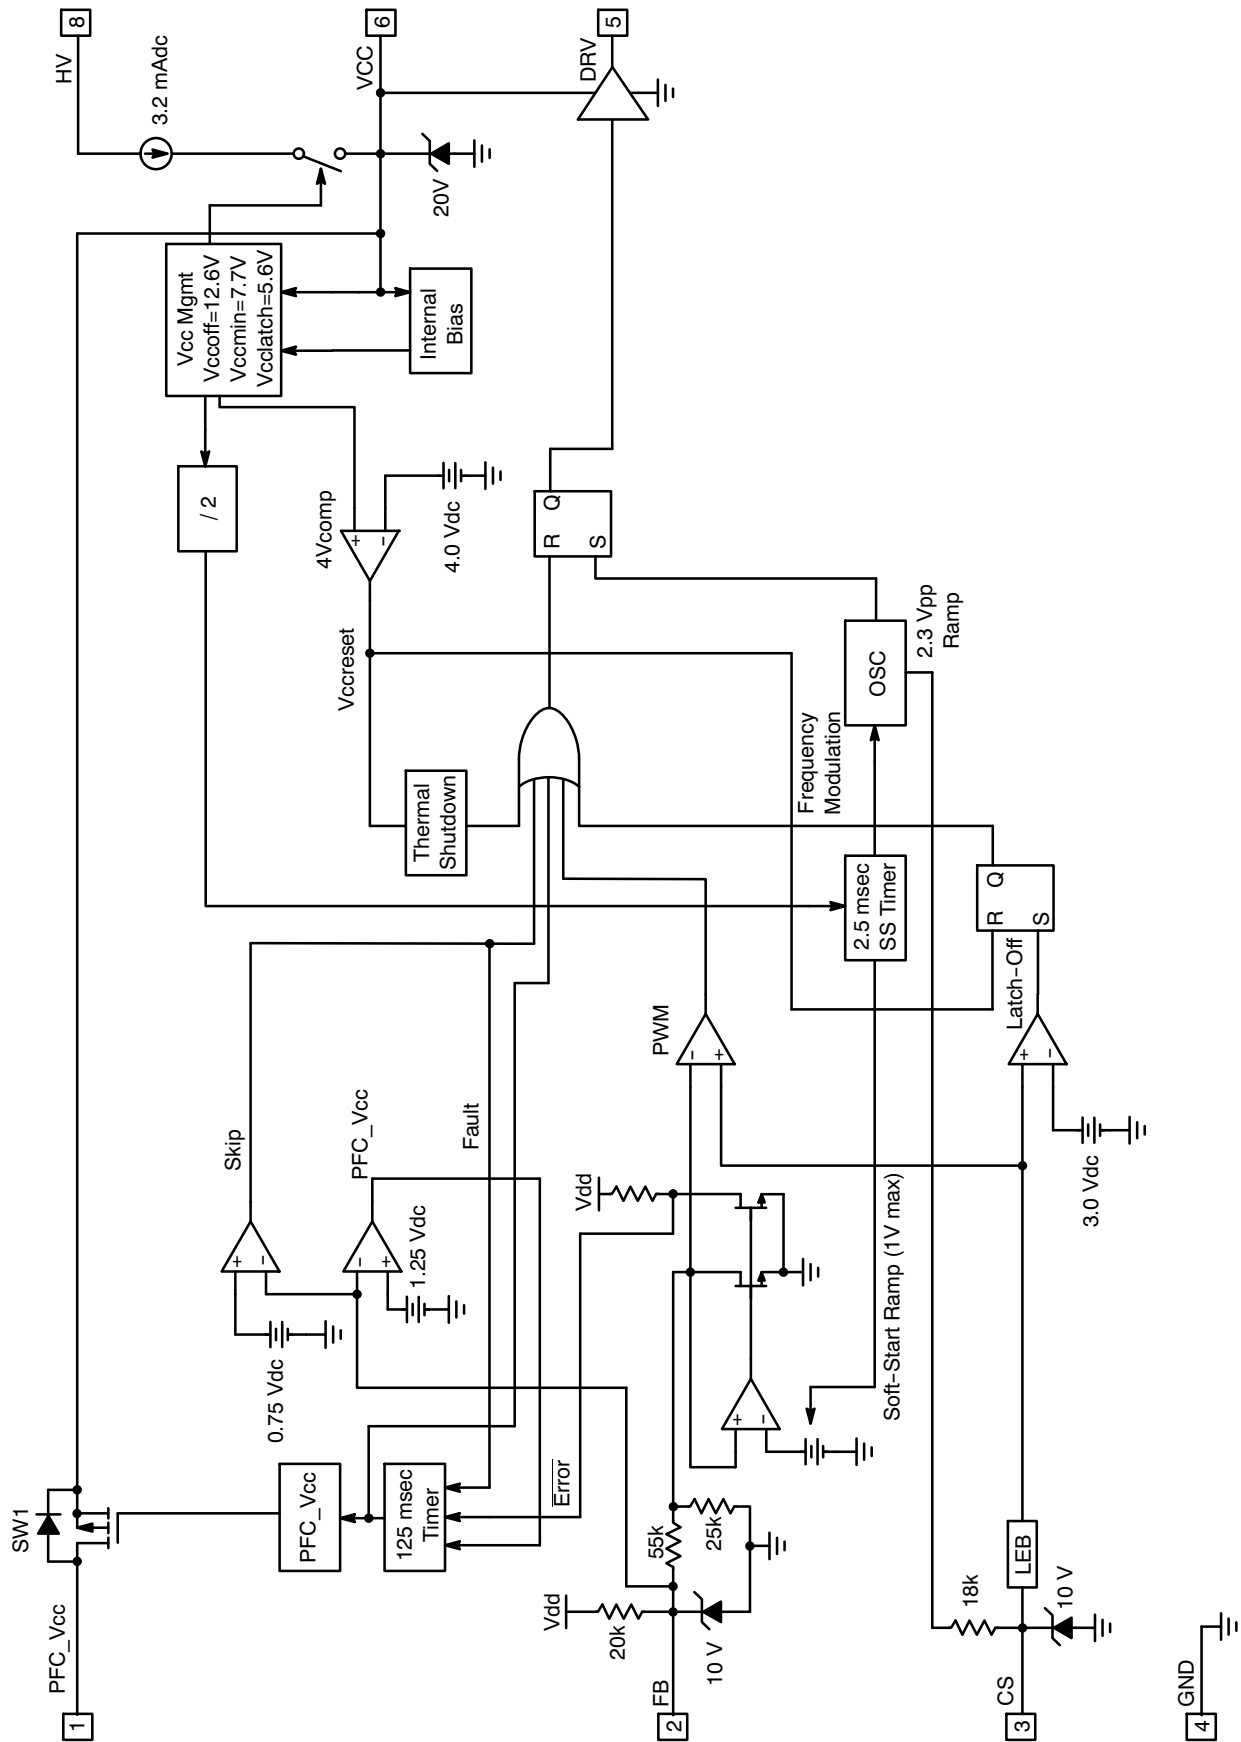 SW1
PFC_Vcc
1
PFC_Vcc
125 msec
Timer
0.75 Vdc
+
−
Skip
−
+
PFC_Vcc
1.25 Vdc
Fault
Error
/ 2
Vcc Mgmt
Vccoff=12.6V
Vccmin=7.7V
Vcclatch=5.6V
Internal
Bias
HV
8
3.2 mAdc
VCC
6
20V
4Vcomp
+
−
4.0 Vdc
Vccreset
Thermal
Shutdown
R
Q
S
DRV
5
Vdd
20k
FB
2
10 V
55k
25k
Vdd
+
−
Soft−Start Ramp (1V max)
PWM
−
+
2.5 msec
SS Timer
Frequency
Modulation
OSC
2.3 Vpp
Ramp
CS
3
18k
10 V
LEB
3.0 Vdc
+
−
Latch−Off
R
Q
S
GND
4